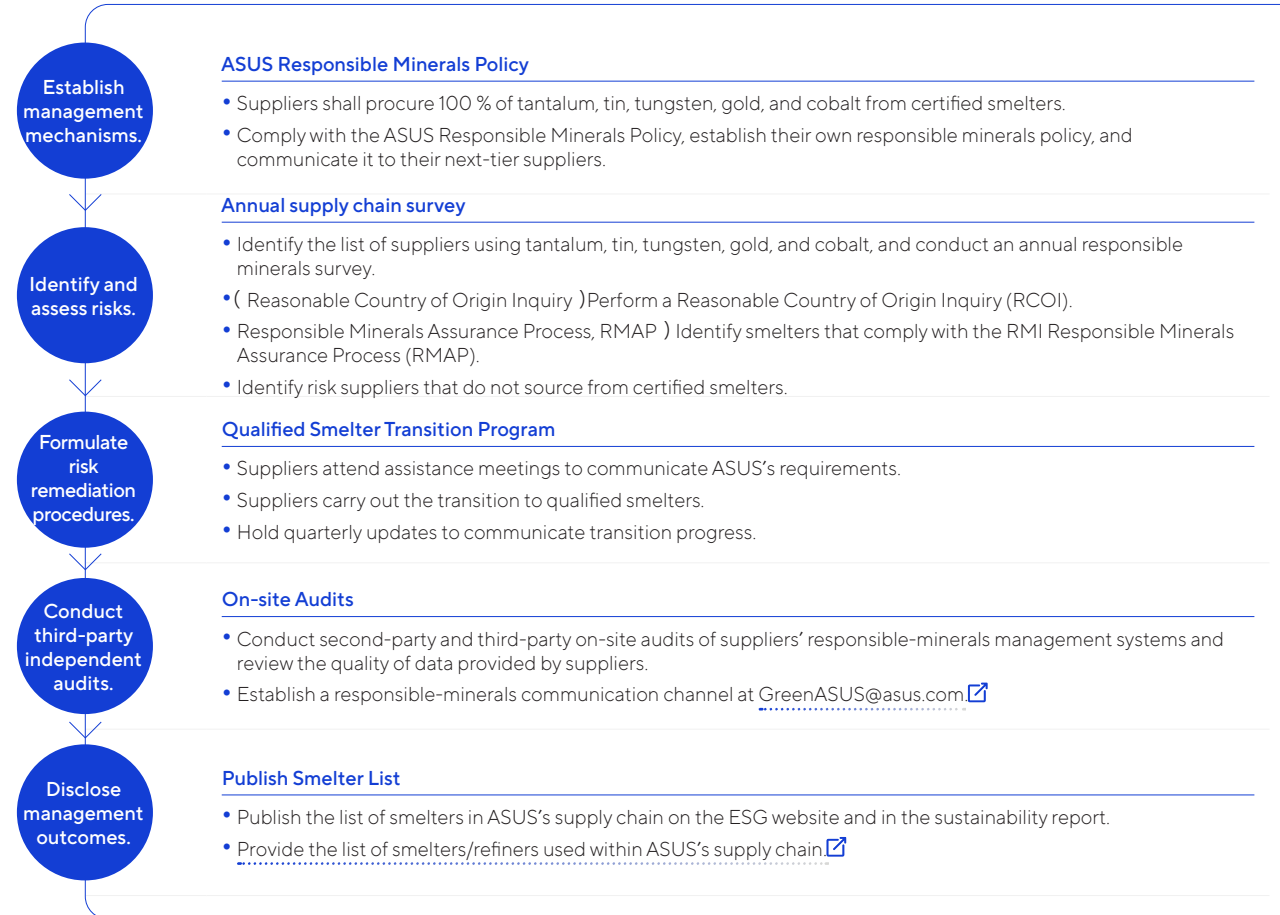 Establish
management
mechanisms.
ASUS Responsible Minerals Policy
• Suppliers shall procure 100 % of tantalum, tin, tungsten, gold, and cobalt from certified smelters.
• Comply with the ASUS Responsible Minerals Policy, establish their own responsible minerals policy, and
communicate it to their next-tier suppliers.
Identify and
assess risks.
Annual supply chain survey
• Identify the list of suppliers using tantalum, tin, tungsten, gold, and cobalt, and conduct an annual responsible
minerals survey.
•( Reasonable Country of Origin Inquiry )Perform a Reasonable Country of Origin Inquiry (RCOI).
• Responsible Minerals Assurance Process, RMAP ) Identify smelters that comply with the RMI Responsible Minerals
Assurance Process (RMAP).
• Identify risk suppliers that do not source from certified smelters.
Formulate
risk
remediation
procedures.
Qualified Smelter Transition Program
• Suppliers attend assistance meetings to communicate ASUS's requirements.
• Suppliers carry out the transition to qualified smelters.
• Hold quarterly updates to communicate transition progress.
Conduct
third-party
independent
audits.
On-site Audits
• Conduct second-party and third-party on-site audits of suppliers' responsible-minerals management systems and
review the quality of data provided by suppliers.
• Establish a responsible-minerals communication channel at GreenASUS@asus.com.
Disclose
management
outcomes.
Publish Smelter List
• Publish the list of smelters in ASUS's supply chain on the ESG website and in the sustainability report.
• Provide the list of smelters/refiners used within ASUS's supply chain.